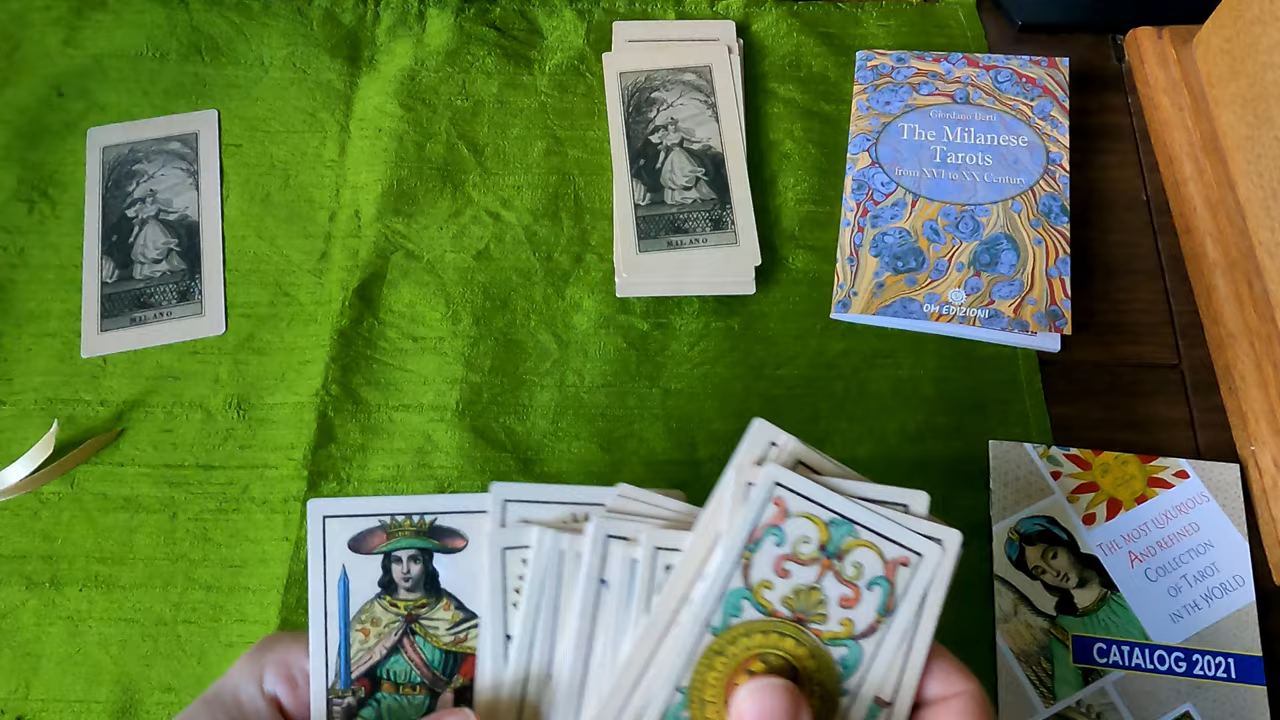 MILANO
MILANO
Giordano Berti
The Milanese
Tarots
from XVI to XX Century
OM EDIZIONI
THE MOST LUXURIOUS
AND REFINED
COLLECTION
OF TAROT
IN THE WORLD
CATALOG 2021